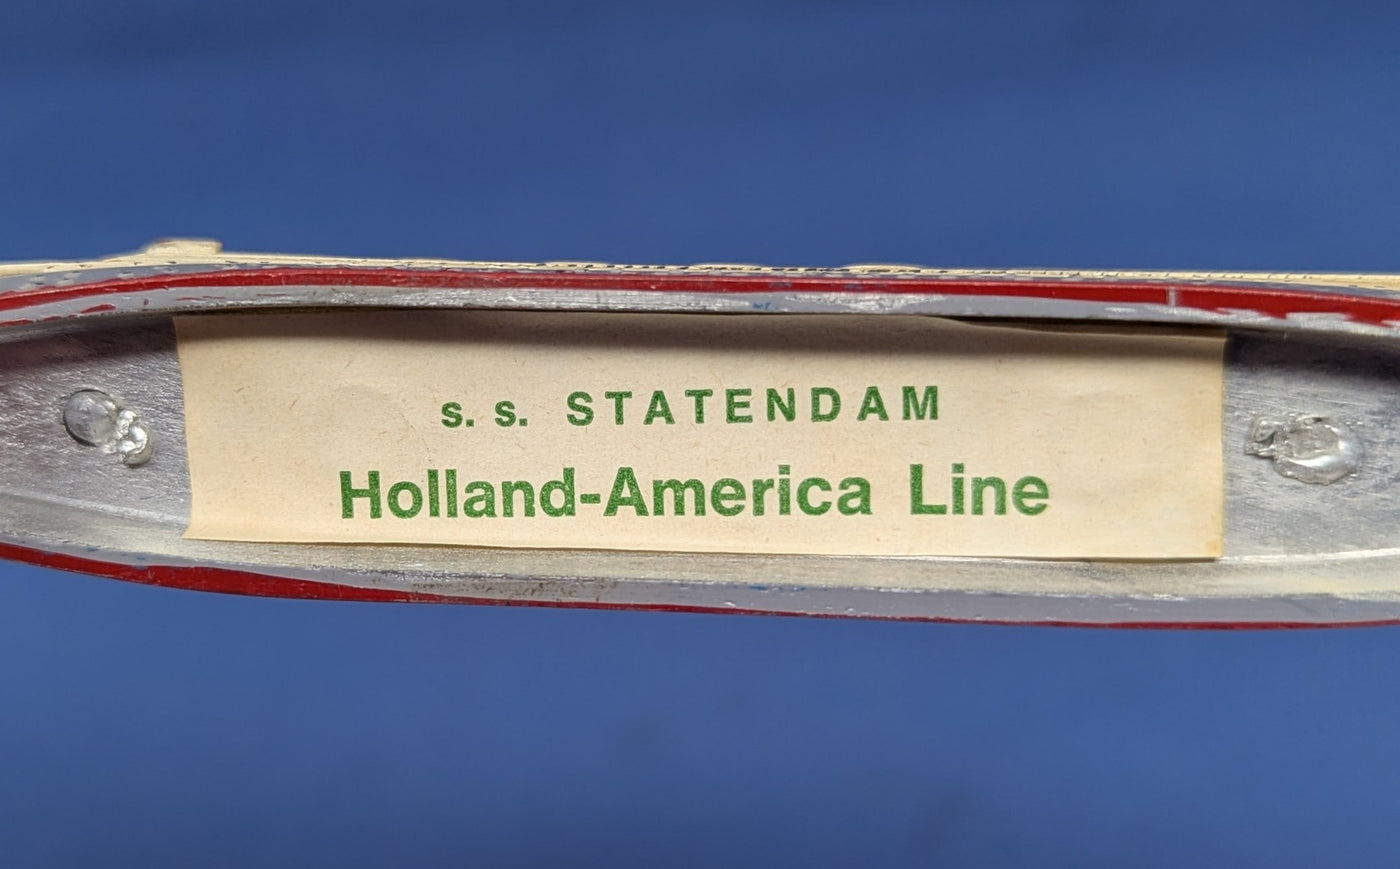 s. s. STATENDAM
Holland-America Line